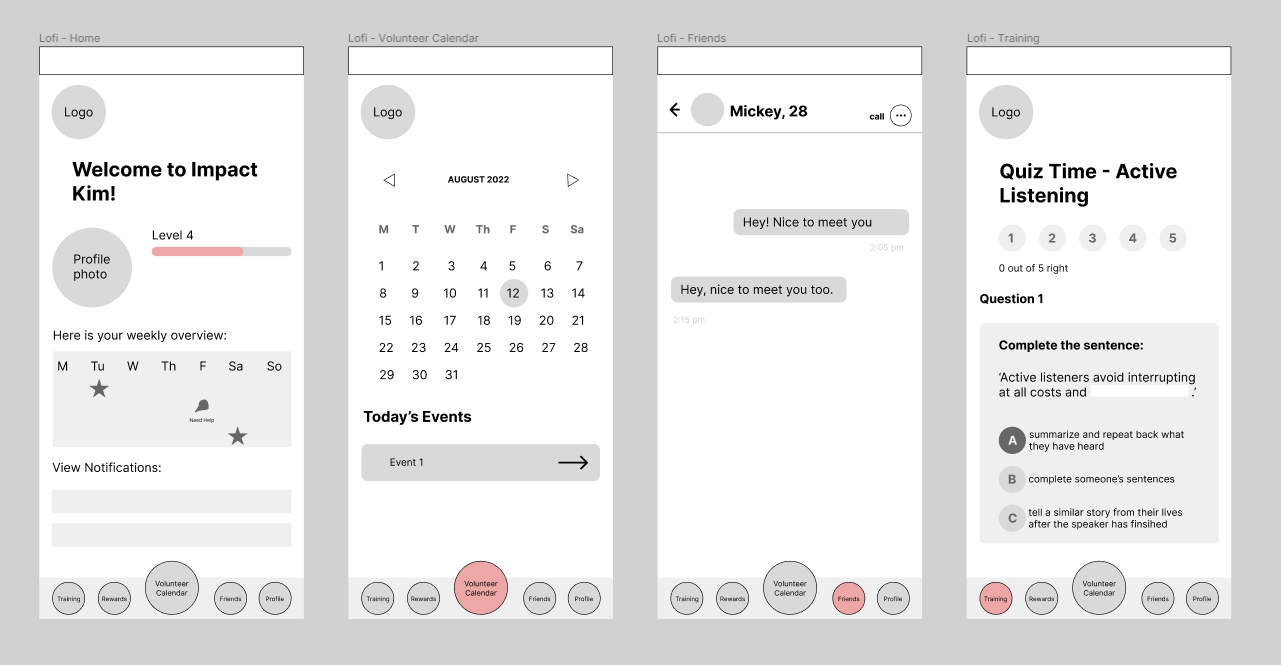 Lofi - Home
Logo
Welcome to Impact
Kim!
Profile
photo
Level 4
Here is your weekly overview:
M Tu W Th F Sa So
Need Help
View Notifications:
Training Rewards Volunteer Calendar Friends Profile
Lofi - Volunteer Calendar
Logo
AUGUST 2022
M T W Th F S Sa
1 2 3 4 5 6 7
8 9 10 11 12 13 14
15 16 17 18 19 20 21
22 23 24 25 26 27 28
29 30 31
Today's Events
Event 1
Training Rewards Volunteer Calendar Friends Profile
Lofi - Friends
Mickey, 28
call
Hey! Nice to meet you
2:05 pm
Hey, nice to meet you too.
2:15 pm
Training Rewards Volunteer Calendar Friends Profile
Lofi - Training
Logo
Quiz Time - Active
Listening
1 2 3 4 5
0 out of 5 right
Question 1
Complete the sentence:
‘Active listeners avoid interrupting
at all costs and .’
A summarize and repeat back what
they have heard
B complete someone's sentences
C tell a similar story from their lives
after the speaker has finsihed
Training Rewards Volunteer Calendar Friends Profile